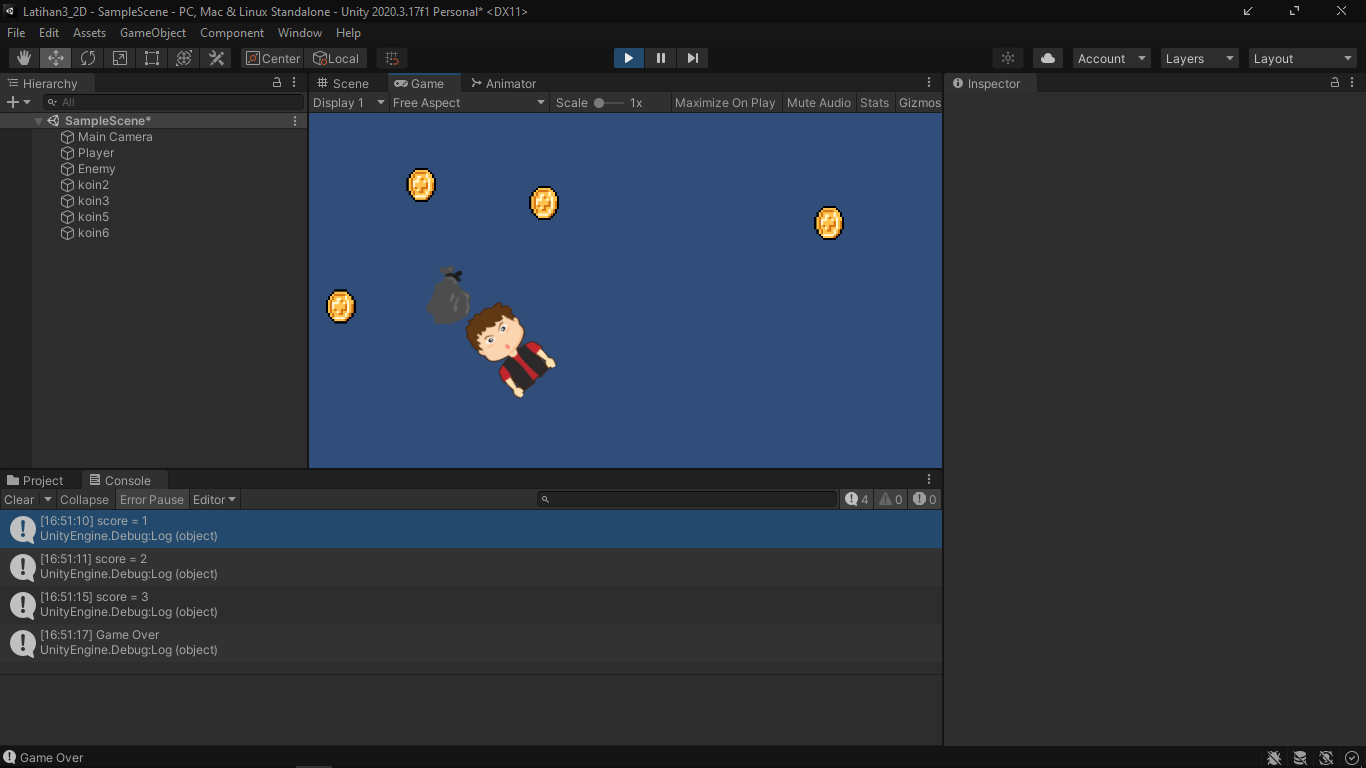 Latihan3_2D - SampleScene - PC, Mac & Linux Standalone - Unity 2020.3.17f1 Personal* <DX11>
File Edit Assets GameObject Component Window Help
Center Local Account Layers Layout
Hierarchy
All
SampleScene*
Main Camera
Player
Enemy
koin2
koin3
koin5
koin6
Scene Game Animator
Display 1 Free Aspect Scale 1x Maximize On Play Mute Audio Stats Gizmos
Inspector
Project Console
Clear Collapse Error Pause Editor 4 0 0
[16:51:10] score = 1
UnityEngine.Debug:Log (object)
[16:51:11] score = 2
UnityEngine.Debug:Log (object)
[16:51:15] score = 3
UnityEngine.Debug:Log (object)
[16:51:17] Game Over
UnityEngine.Debug:Log (object)
Game Over